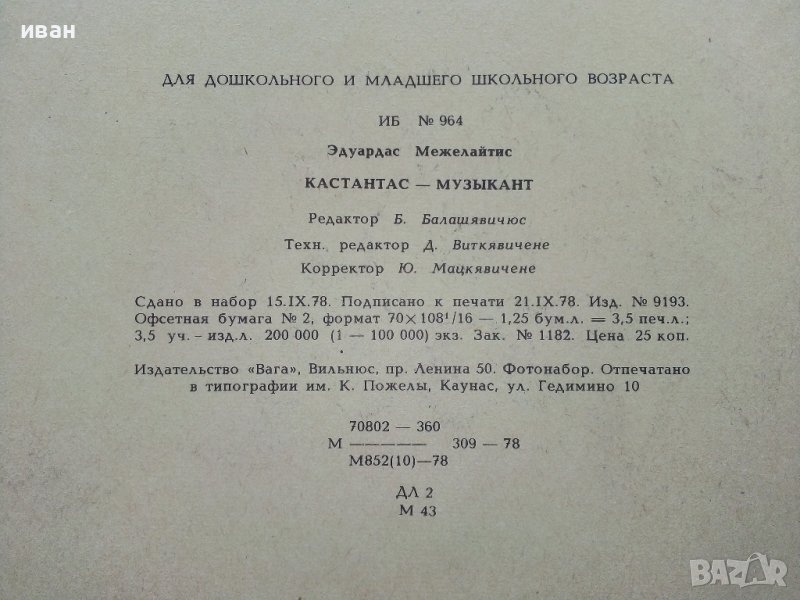 иван
ДЛЯ ДОШКОЛЬНОГО И МЛАДШЕГО ШКОЛЬНОГО ВОЗРАСТА
ИБ № 964
Эдуардас Межелайтис
КАСТАНТАС — МУЗЫКАНТ
Редактор Б. Балашявичюс
Техн. редактор Д. Виткявичене
Корректор Ю. Мацкявичене
Сдано в набор 15.IX.78. Подписано к печати 21.IX.78. Изд. № 9193.
Офсетная бумага № 2, формат 70×108¹/16 — 1,25 бум.л. = 3,5 печ.л.;
3,5 уч.-изд.л. 200 000 (1 — 100 000) экз. Зак. № 1182. Цена 25 коп.
Издательство «Вага», Вильнюс, пр. Ленина 50. Фотонабор. Отпечатано
в типографии им. К. Пожелы, Каунас, ул. Гедимино 10
70802 — 360
М ————— 309 — 78
М852(10)—78
ДЛ 2
М 43
BAZAR